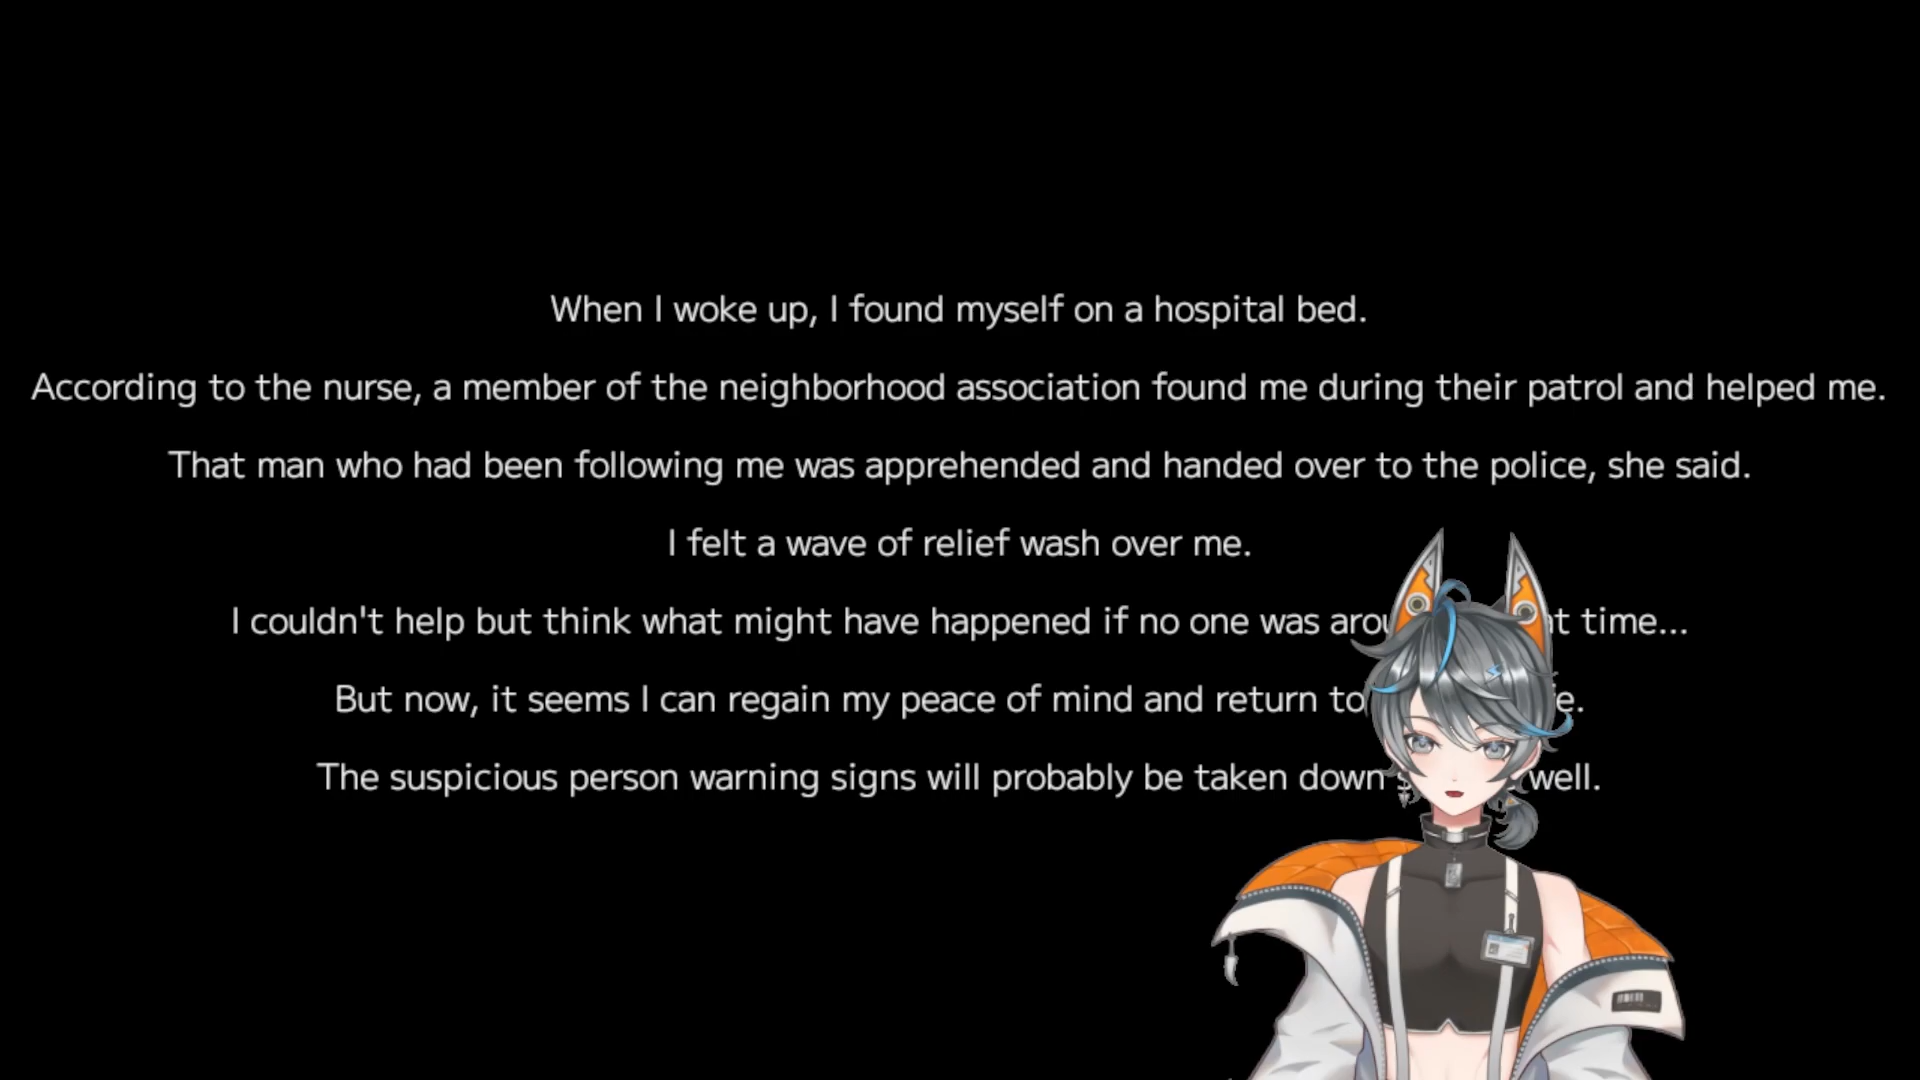 When I woke up, I found myself on a hospital bed.
According to the nurse, a member of the neighborhood association found me during their patrol and helped me.
That man who had been following me was apprehended and handed over to the police, she said.
I felt a wave of relief wash over me.
I couldn't help but think what might have happened if no one was time...
But now, it seems I can regain my peace of mind and return to
The suspicious person warning signs will probably be taken down well.